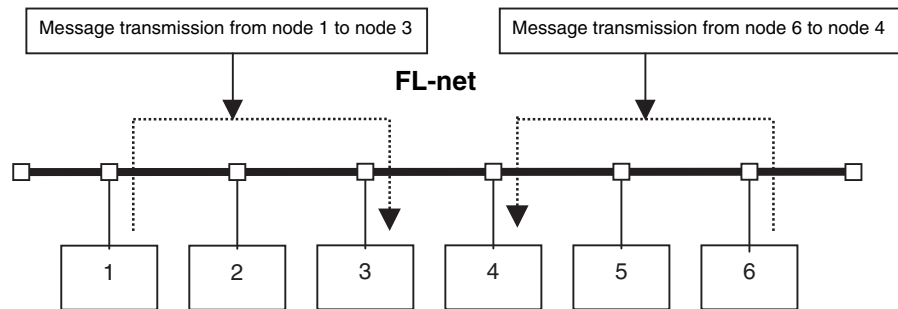 Message transmission from node 1 to node 3
Message transmission from node 6 to node 4
FL-net
1
2
3
4
5
6